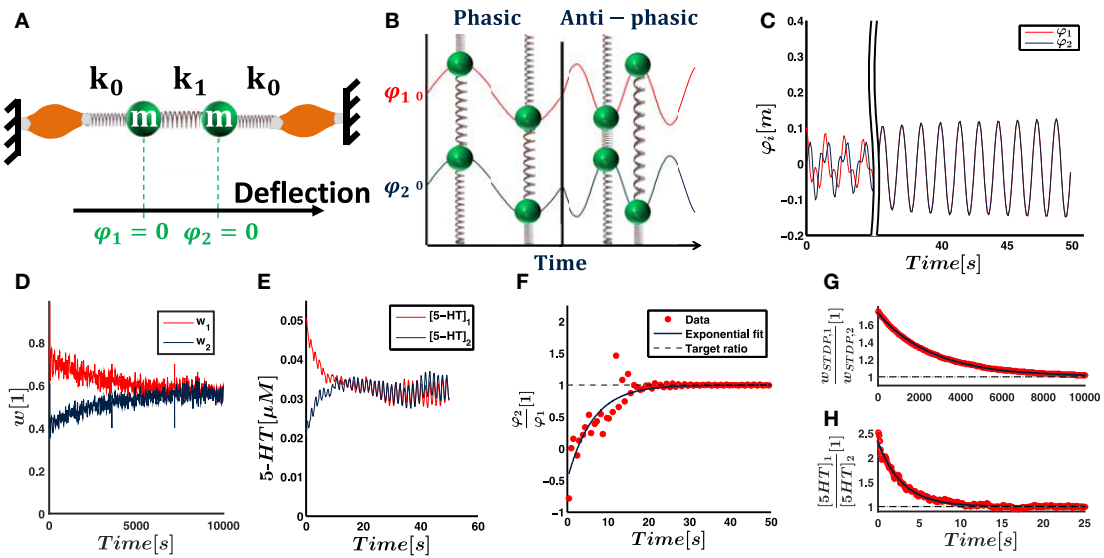 A
k0 k1 k0
m m
Deflection
φ1 = 0 φ2 = 0
B
Phasic Anti − phasic
φ1 0
φ2 0
Time
C
φi[m]
0.4
0.3
0.2
0.1
0
−0.1
−0.2
φ1
φ2
0 40 45 50
Time[s]
D
w[1]
0.8
0.6
0.4
0.2
0
w1
w2
0 5000 10000
Time[s]
E
5-HT[μM]
0.05
0.04
0.03
0.02
0.01
0
[5−HT]1
[5−HT]2
0 20 40 60
Time[s]
F
φ2/φ1 [1]
2
1.5
1
0.5
0
−0.5
−1
Data
Exponential fit
Target ratio
0 10 20 30 40 50
Time[s]
G
wSTDP,1/wSTDP,2 [1]
1.6
1.4
1.2
1
0 2000 4000 6000 8000 10000
H
[5HT]1/[5HT]2 [1]
2.5
2
1.5
1
0 5 10 15 20 25
Time[s]